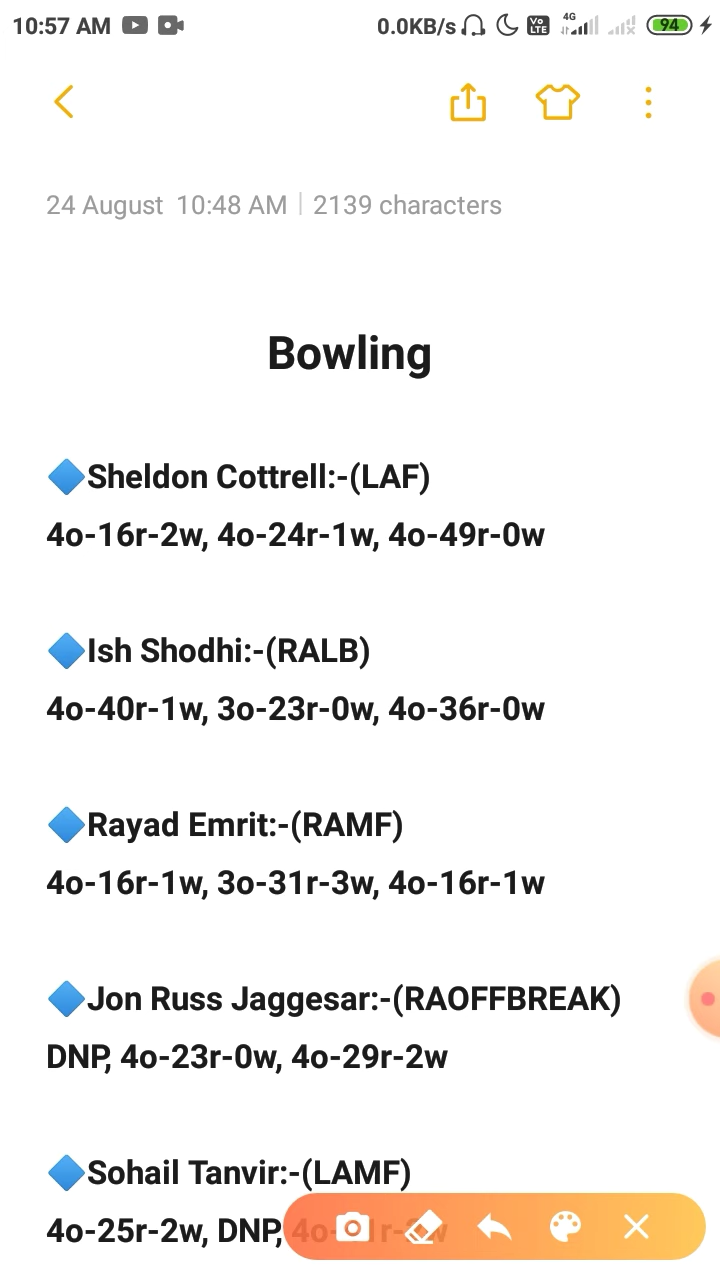 10:57 AM
0.0KB/s Vo LTE 4G 94
24 August 10:48 AM | 2139 characters
Bowling
🔷Sheldon Cottrell:-(LAF)
4o-16r-2w, 4o-24r-1w, 4o-49r-0w
🔷Ish Shodhi:-(RALB)
4o-40r-1w, 3o-23r-0w, 4o-36r-0w
🔷Rayad Emrit:-(RAMF)
4o-16r-1w, 3o-31r-3w, 4o-16r-1w
🔷Jon Russ Jaggesar:-(RAOFFBREAK)
DNP, 4o-23r-0w, 4o-29r-2w
🔷Sohail Tanvir:-(LAMF)
4o-25r-2w, DNP,